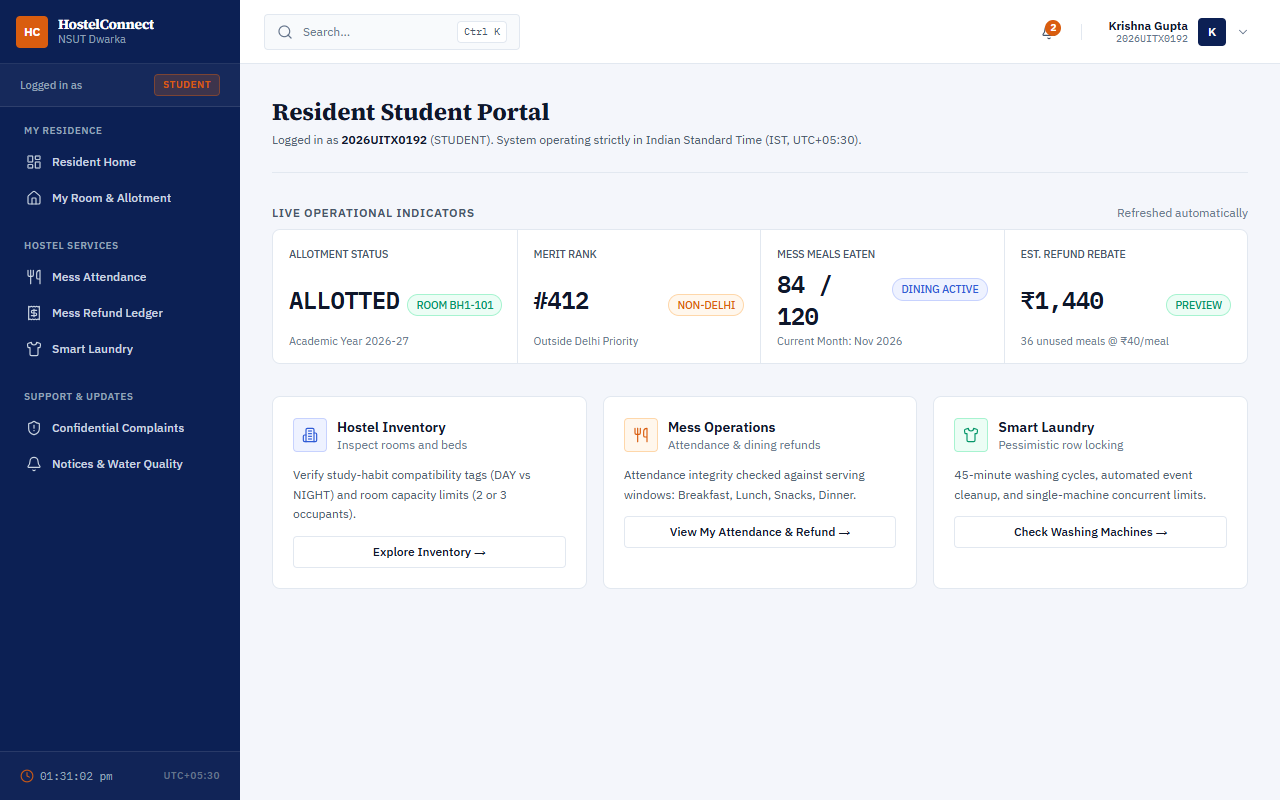 HC
HostelConnect
NSUT Dwarka
Logged in as
STUDENT
MY RESIDENCE
Resident Home
My Room & Allotment
HOSTEL SERVICES
Mess Attendance
Mess Refund Ledger
Smart Laundry
SUPPORT & UPDATES
Confidential Complaints
Notices & Water Quality
01:31:02 pm
UTC+05:30
Search...
Ctrl K
2
Krishna Gupta
2026UITX0192
K
Resident Student Portal
Logged in as 2026UITX0192 (STUDENT). System operating strictly in Indian Standard Time (IST, UTC+05:30).
LIVE OPERATIONAL INDICATORS
Refreshed automatically
ALLOTMENT STATUS
ALLOTTED
ROOM BH1-101
Academic Year 2026-27
MERIT RANK
#412
NON-DELHI
Outside Delhi Priority
MESS MEALS EATEN
84 /
120
DINING ACTIVE
Current Month: Nov 2026
EST. REFUND REBATE
₹1,440
PREVIEW
36 unused meals @ ₹40/meal
Hostel Inventory
Inspect rooms and beds
Verify study-habit compatibility tags (DAY vs
NIGHT) and room capacity limits (2 or 3
occupants).
Explore Inventory →
Mess Operations
Attendance & dining refunds
Attendance integrity checked against serving
windows: Breakfast, Lunch, Snacks, Dinner.
View My Attendance & Refund →
Smart Laundry
Pessimistic row locking
45-minute washing cycles, automated event
cleanup, and single-machine concurrent limits.
Check Washing Machines →